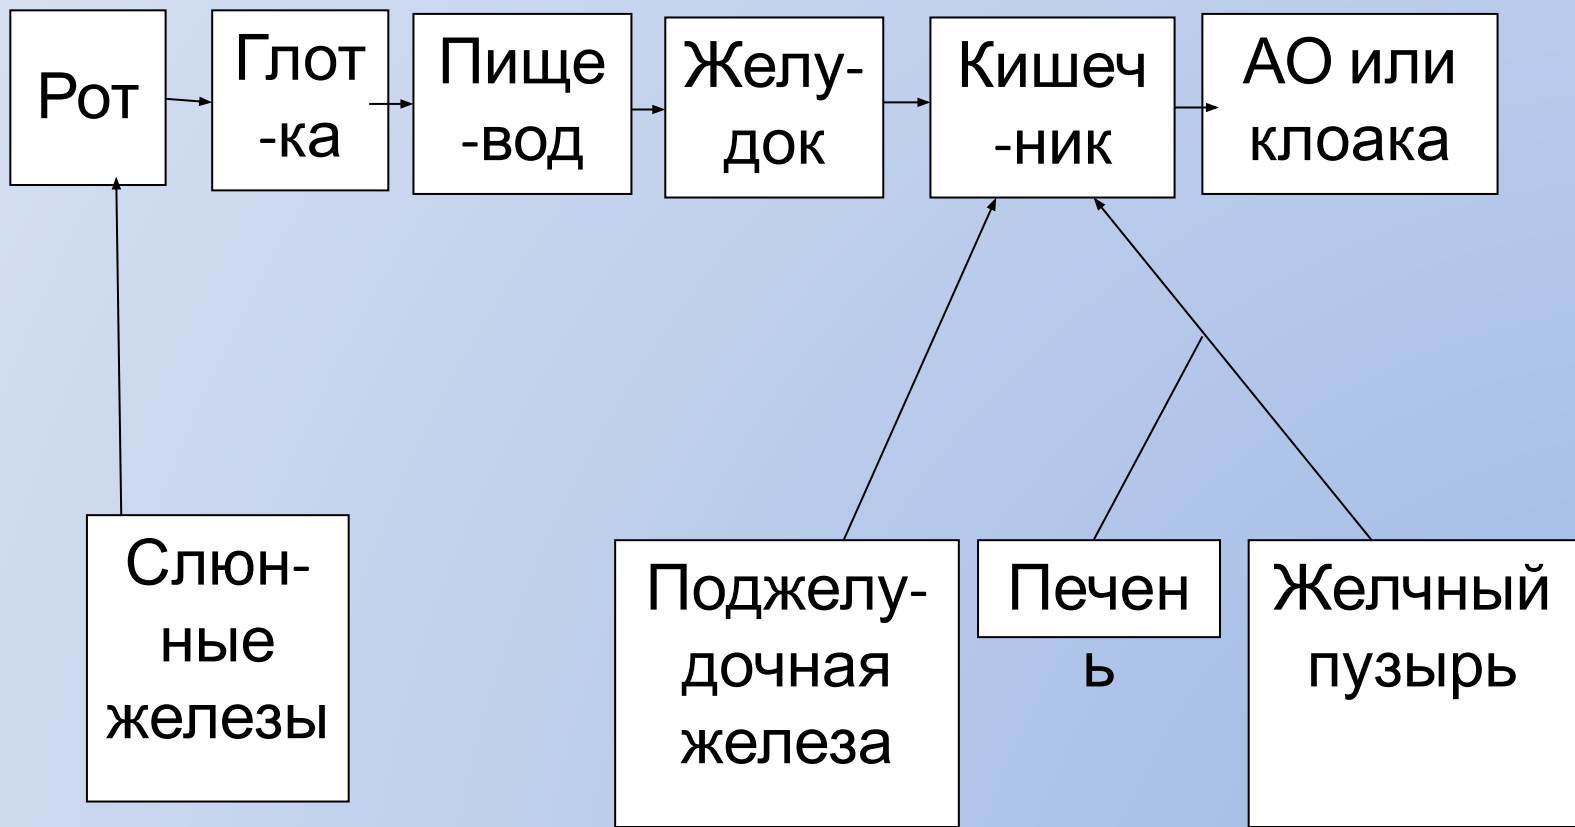 Рот
Глот
-ка
Пище
-вод
Желу-
док
Кишеч
-ник
АО или
клоака
Слюн-
ные
железы
Поджелу-
дочная
железа
Печен
ь
Желчный
пузырь